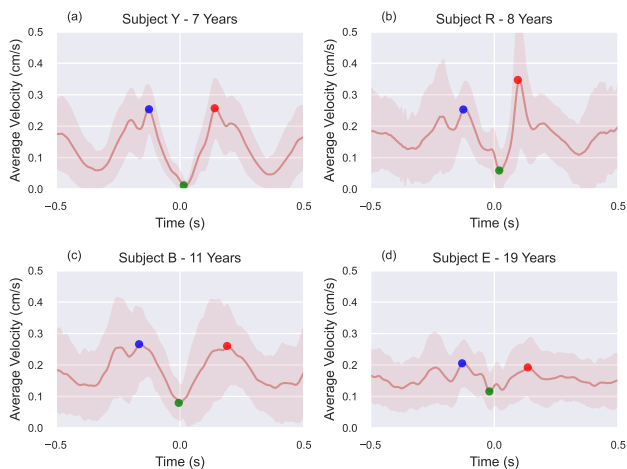 (a) Subject Y - 7 Years
Average Velocity (cm/s)
0.5
0.4
0.3
0.2
0.1
0.0
−0.5 0.0 0.5
Time (s)
(b) Subject R - 8 Years
Average Velocity (cm/s)
0.5
0.4
0.3
0.2
0.1
0.0
−0.5 0.0 0.5
Time (s)
(c) Subject B - 11 Years
Average Velocity (cm/s)
0.5
0.4
0.3
0.2
0.1
0.0
−0.5 0.0 0.5
Time (s)
(d) Subject E - 19 Years
Average Velocity (cm/s)
0.5
0.4
0.3
0.2
0.1
0.0
−0.5 0.0 0.5
Time (s)